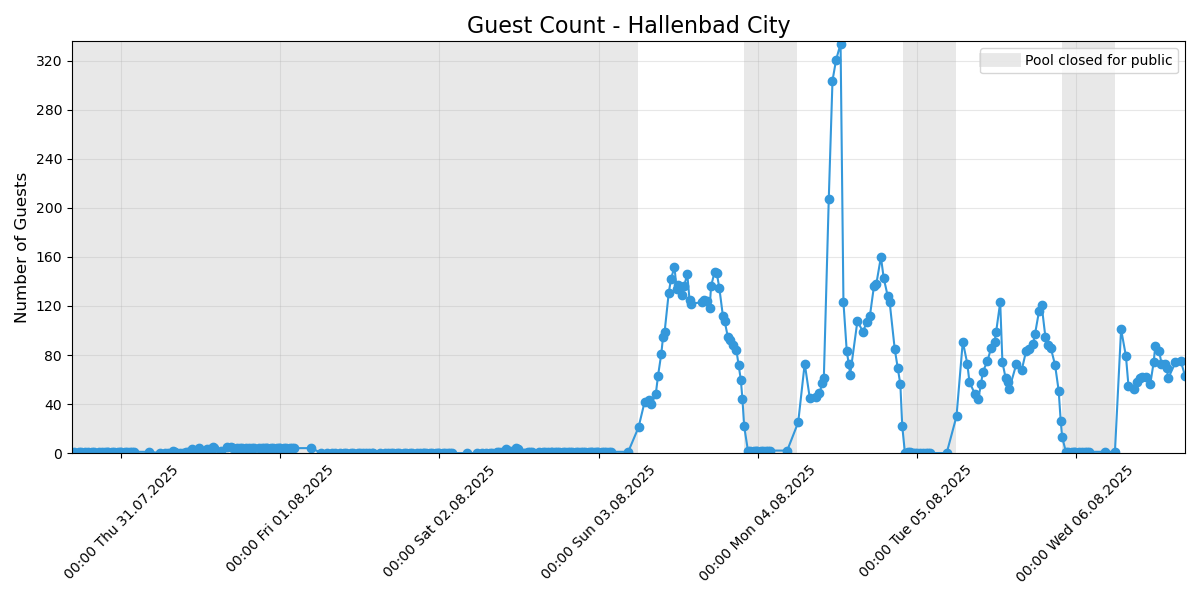 Guest Count - Hallenbad City
Pool closed for public
Number of Guests
320
280
240
200
160
120
80
40
0
00:00 Thu 31.07.2025
00:00 Fri 01.08.2025
00:00 Sat 02.08.2025
00:00 Sun 03.08.2025
00:00 Mon 04.08.2025
00:00 Tue 05.08.2025
00:00 Wed 06.08.2025